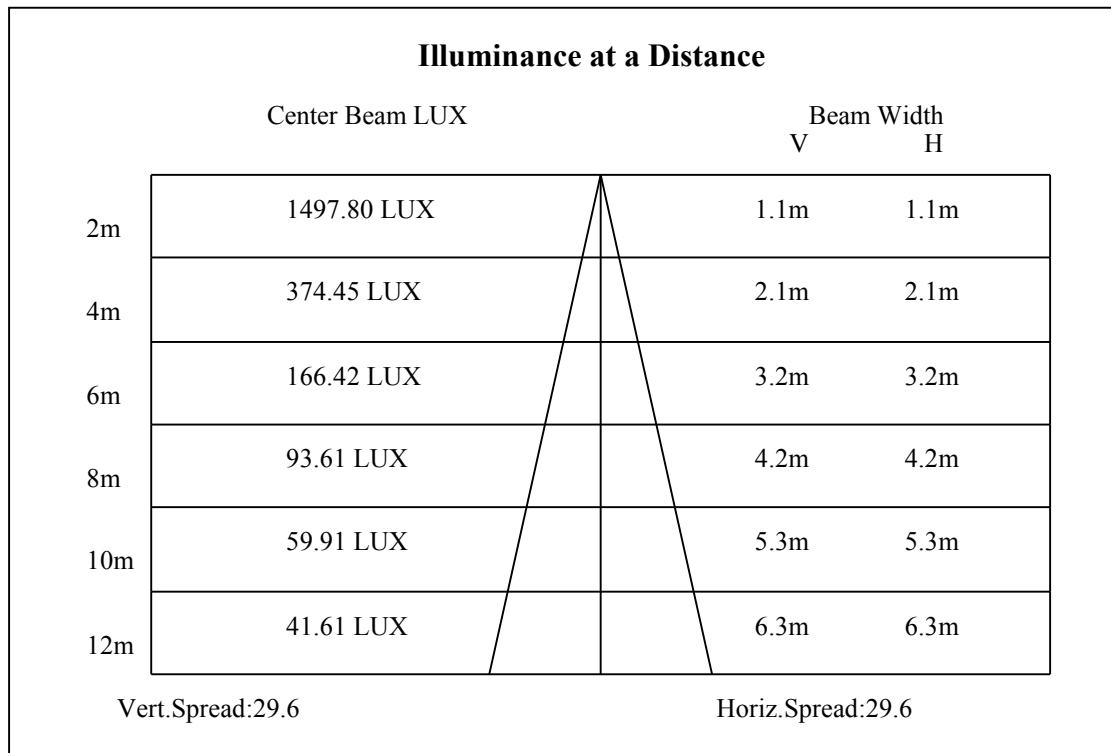 Illuminance at a Distance
Center Beam LUX Beam Width
V H
2m 1497.80 LUX 1.1m 1.1m
4m 374.45 LUX 2.1m 2.1m
6m 166.42 LUX 3.2m 3.2m
8m 93.61 LUX 4.2m 4.2m
10m 59.91 LUX 5.3m 5.3m
12m 41.61 LUX 6.3m 6.3m
Vert.Spread:29.6 Horiz.Spread:29.6